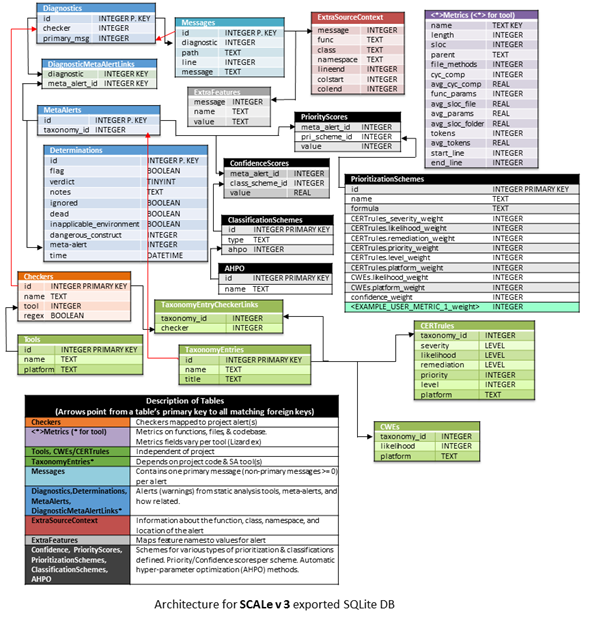 Diagnostics
id INTEGER P. KEY
checker INTEGER
primary_msg INTEGER
Messages
id INTEGER P. KEY
diagnostic INTEGER
path TEXT
line INTEGER
message TEXT
ExtraSourceContext
message INTEGER
func TEXT
class TEXT
namespace TEXT
lineend INTEGER
colstart INTEGER
colend INTEGER
<*>Metrics (<*> for tool)
name TEXT KEY
length INTEGER
sloc INTEGER
parent TEXT
file_methods INTEGER
cyc_comp INTEGER
avg_cyc_comp REAL
func_params INTEGER
avg_sloc_file REAL
avg_params REAL
avg_sloc_folder REAL
tokens INTEGER
avg_tokens REAL
start_line INTEGER
end_line INTEGER
DiagnosticMetaAlertLinks
diagnostic INTEGER KEY
meta_alert_id INTEGER KEY
ExtraFeatures
message INTEGER
name TEXT
value TEXT
MetaAlerts
id INTEGER P. KEY
taxonomy_id INTEGER
PriorityScores
meta_alert_id INTEGER
pri_scheme_id INTEGER
value INTEGER
Determinations
id INTEGER P. KEY
flag BOOLEAN
verdict TINYINT
notes TEXT
ignored BOOLEAN
dead BOOLEAN
inapplicable_environment BOOLEAN
dangerous_construct INTEGER
meta-alert INTEGER
time DATETIME
ConfidenceScores
meta_alert_id INTEGER
class_scheme_id INTEGER
value REAL
PrioritizationSchemes
id INTEGER PRIMARY KEY
name TEXT
formula TEXT
CERTrules_severity_weight INTEGER
CERTrules.likelihood_weight INTEGER
CERTrules.remediation_weight INTEGER
CERTrules.priority_weight INTEGER
CERTrules.level_weight INTEGER
CERTrules.platform_weight INTEGER
CWEs.likelihood_weight INTEGER
CWEs.platform_weight INTEGER
confidence_weight INTEGER
<EXAMPLE_USER_METRIC_1_weight> INTEGER
ClassificationSchemes
id INTEGER PRIMARY KEY
type TEXT
ahpo INTEGER
AHPO
id INTEGER PRIMARY KEY
name TEXT
Checkers
id INTEGER PRIMARY KEY
name TEXT
tool INTEGER
regex BOOLEAN
TaxonomyEntryCheckerLinks
taxonomy_id INTEGER
checker INTEGER
Tools
id INTEGER PRIMARY KEY
name TEXT
platform TEXT
TaxonomyEntries
id INTEGER PRIMARY KEY
name TEXT
title TEXT
CERTrules
taxonomy_id INTEGER
severity LEVEL
likelihood LEVEL
remediation LEVEL
priority INTEGER
level INTEGER
platform TEXT
CWEs
taxonomy_id INTEGER
likelihood INTEGER
platform TEXT
Description of Tables
(Arrows point from a table's primary key to all matching foreign keys)
Checkers Checkers mapped to project alert(s)
<*>Metrics (* for tool) Metrics on functions, files, & codebase.
Metrics fields vary per tool (Lizard ex)
Tools, CWEs/CERTrules Independent of project
TaxonomyEntries* Depends on project code & SA tool(s)
Messages Contains one primary message (non-primary messages >= 0)
per alert
Diagnostics,Determinations, Alerts (warnings) from static analysis tools, meta-alerts, and
MetaAlerts, how related.
DiagnosticMetaAlertLinks*
ExtraSourceContext Information about the function, class, namespace, and
location of the alert
ExtraFeatures Maps feature names to values for alert
Confidence, PriorityScores, Schemes for various types of prioritization & classifications
PrioritizationSchemes, defined. Priority/Confidence scores per scheme. Automatic
ClassificationSchemes, hyper-parameter optimization (AHPO) methods.
AHPO
Architecture for SCALe v 3 exported SQLite DB